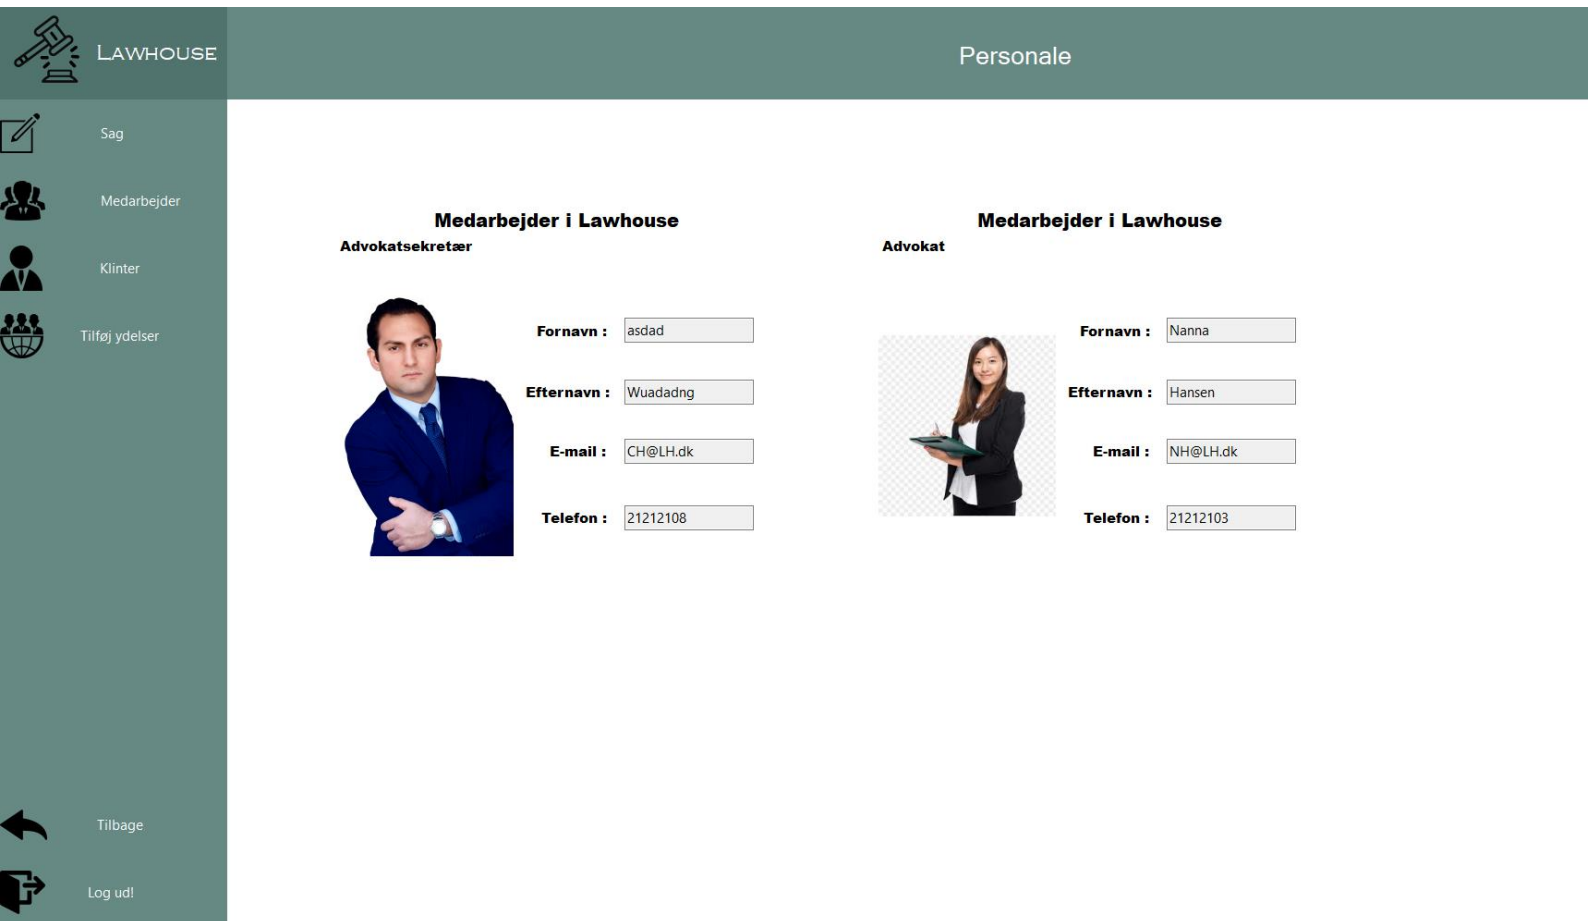 Lawhouse
Personale
Sag
Medarbejder
Klinter
Tilføj ydelser
Tilbage
Log ud!
Medarbejder i Lawhouse
Advokatsekretær
Fornavn : asdad
Efternavn : Wuadadng
E-mail : CH@LH.dk
Telefon : 21212108
Medarbejder i Lawhouse
Advokat
Fornavn : Nanna
Efternavn : Hansen
E-mail : NH@LH.dk
Telefon : 21212103